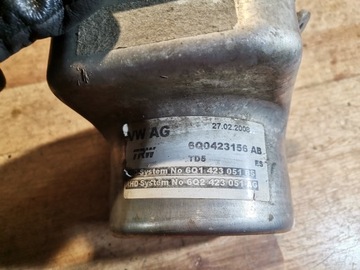 VW AG 27.02.2008
TRW 6Q0423156 AB
TD5 ES
System No 6Q1 423 051
RHD System No 6Q2 423 051